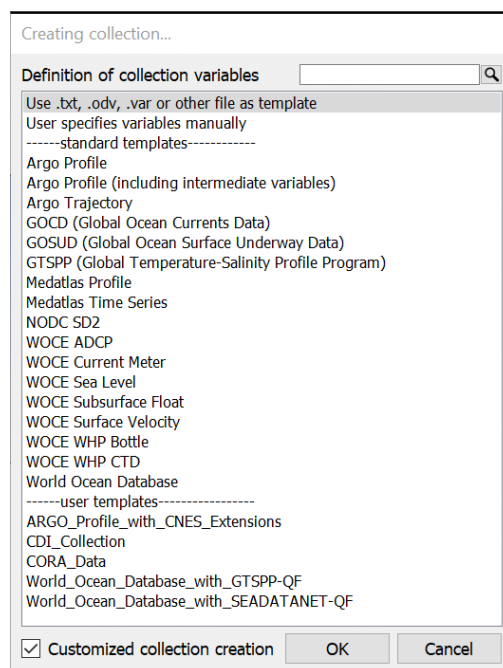 Creating collection...
Definition of collection variables
Use .txt, .odv, .var or other file as template
User specifies variables manually
------standard templates------------
Argo Profile
Argo Profile (including intermediate variables)
Argo Trajectory
GOCD (Global Ocean Currents Data)
GOSUD (Global Ocean Surface Underway Data)
GTSPP (Global Temperature-Salinity Profile Program)
Medatlas Profile
Medatlas Time Series
NODC SD2
WOCE ADCP
WOCE Current Meter
WOCE Sea Level
WOCE Subsurface Float
WOCE Surface Velocity
WOCE WHP Bottle
WOCE WHP CTD
World Ocean Database
------user templates-----------------
ARGO_Profile_with_CNES_Extensions
CDI_Collection
CORA_Data
World_Ocean_Database_with_GTSPP-QF
World_Ocean_Database_with_SEADATANET-QF
Customized collection creation OK Cancel